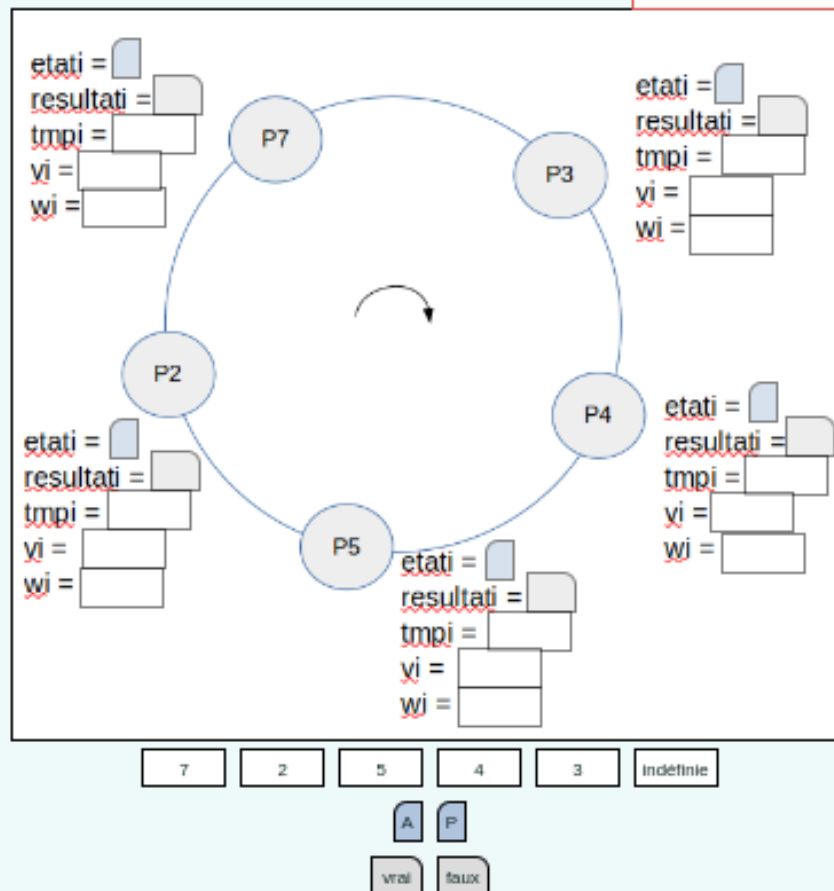 etati =
resultati =
tmpi =
vi =
wi =
P7
etati =
resultati =
tmpi =
vi =
wi =
P3
P2
etati =
resultati =
tmpi =
vi =
wi =
P4
etati =
resultati =
tmpi =
vi =
wi =
P5
etati =
resultati =
tmpi =
vi =
wi =
7 2 5 4 3 indéfinie
A P
vrai faux